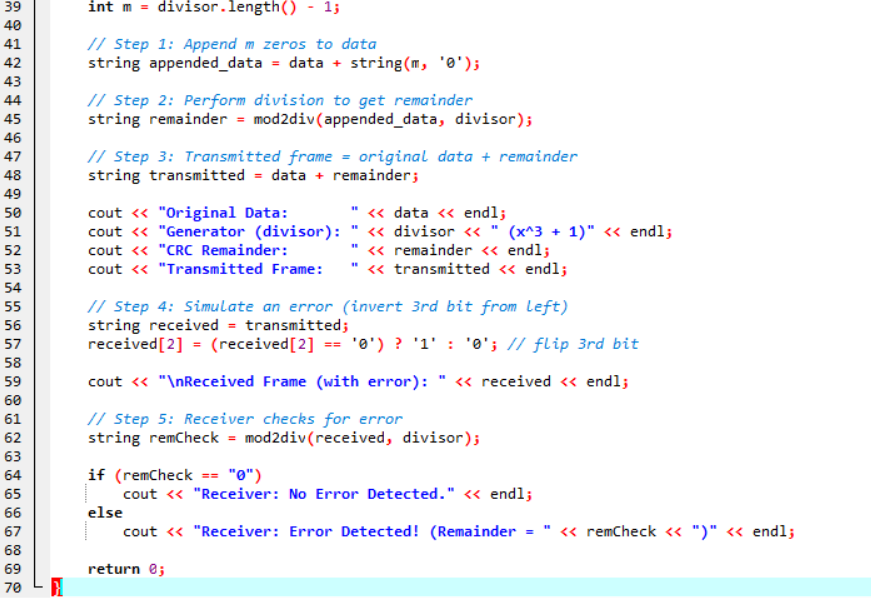 39 int m = divisor.length() - 1;
40
41 // Step 1: Append m zeros to data
42 string appended_data = data + string(m, '0');
43
44 // Step 2: Perform division to get remainder
45 string remainder = mod2div(appended_data, divisor);
46
47 // Step 3: Transmitted frame = original data + remainder
48 string transmitted = data + remainder;
49
50 cout << "Original Data:       " << data << endl;
51 cout << "Generator (divisor): " << divisor << " (x^3 + 1)" << endl;
52 cout << "CRC Remainder:       " << remainder << endl;
53 cout << "Transmitted Frame:   " << transmitted << endl;
54
55 // Step 4: Simulate an error (invert 3rd bit from left)
56 string received = transmitted;
57 received[2] = (received[2] == '0') ? '1' : '0'; // flip 3rd bit
58
59 cout << "\nReceived Frame (with error): " << received << endl;
60
61 // Step 5: Receiver checks for error
62 string remCheck = mod2div(received, divisor);
63
64 if (remCheck == "0")
65 cout << "Receiver: No Error Detected." << endl;
66 else
67 cout << "Receiver: Error Detected! (Remainder = " << remCheck << ")" << endl;
68
69 return 0;
70 }